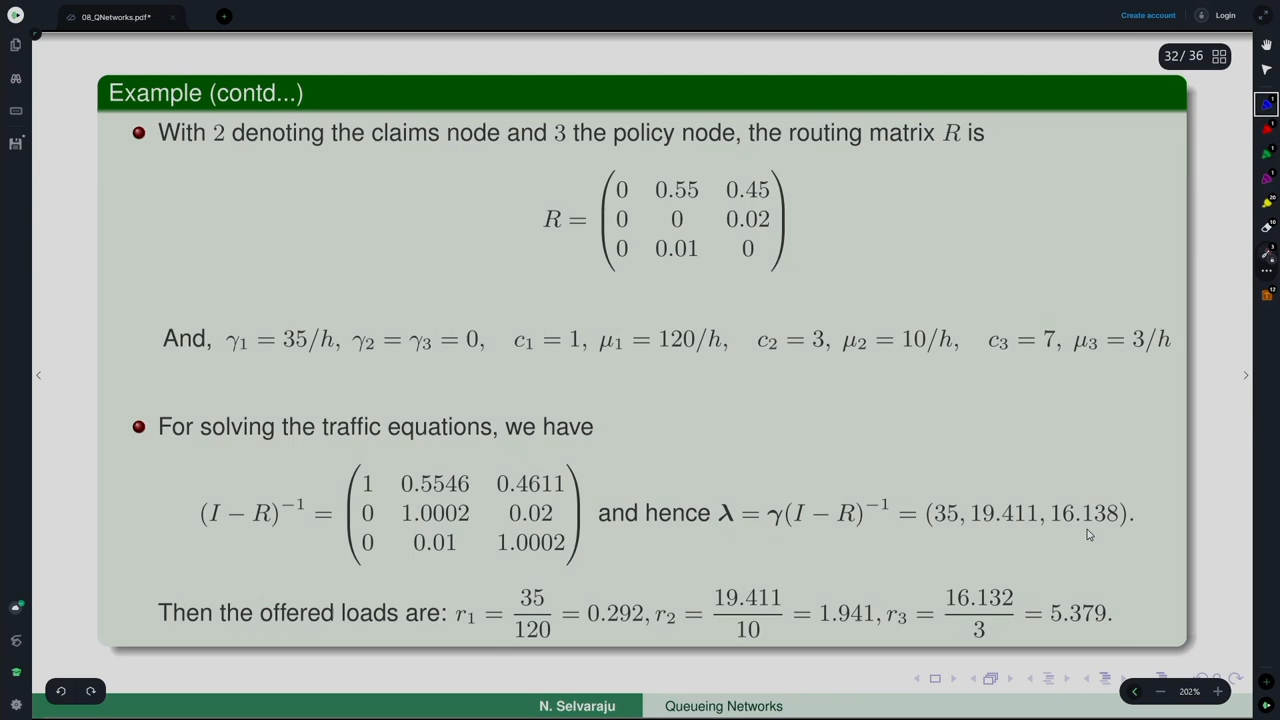 08_QNetworks.pdf*
Create account
Login
32/ 36
Example (contd...)
With 2 denoting the claims node and 3 the policy node, the routing matrix R is
R = ( 0 0.55 0.45
0 0 0.02
0 0.01 0 )
And, γ1 = 35/h, γ2 = γ3 = 0, c1 = 1, μ1 = 120/h, c2 = 3, μ2 = 10/h, c3 = 7, μ3 = 3/h
For solving the traffic equations, we have
(I − R)^−1 = ( 1 0.5546 0.4611
0 1.0002 0.02
0 0.01 1.0002 ) and hence λ = γ(I − R)^−1 = (35, 19.411, 16.138).
Then the offered loads are: r1 = 35/120 = 0.292, r2 = 19.411/10 = 1.941, r3 = 16.132/3 = 5.379.
202%
N. Selvaraju
Queueing Networks